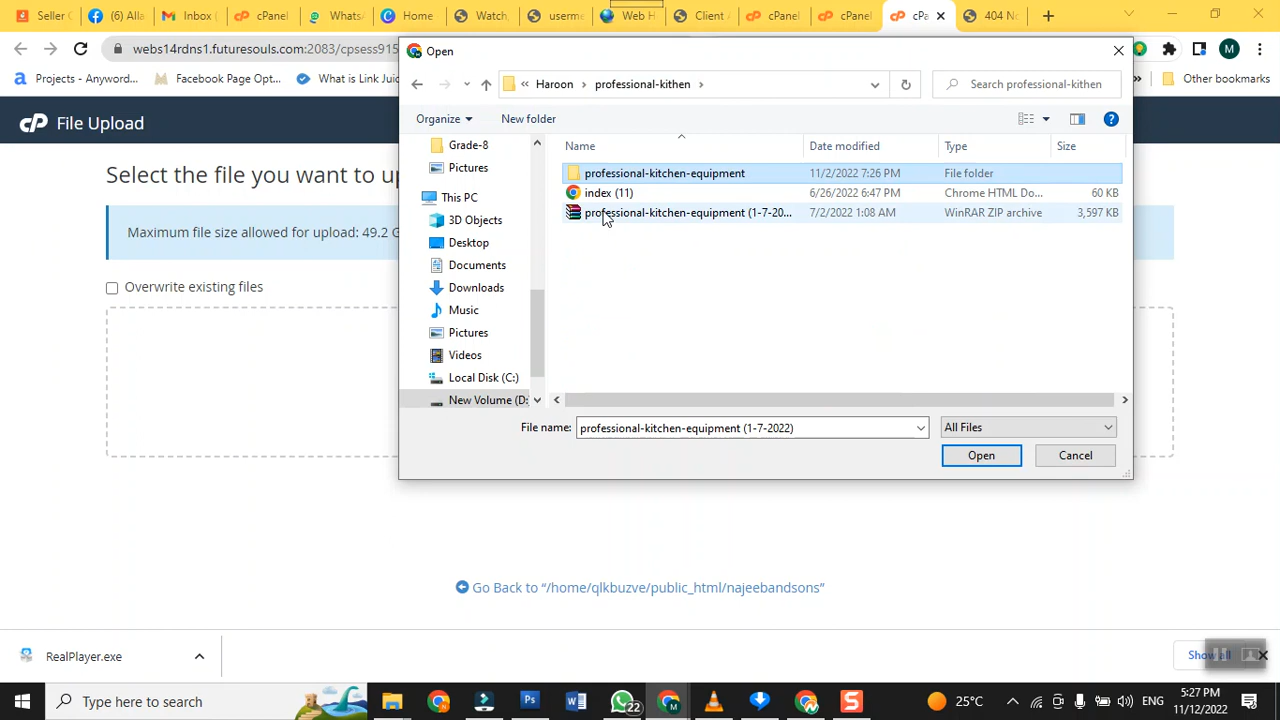 Seller C
(6) Alla
Inbox (
cPanel
WhatsA
Home
Watch,
userme
Web H
Client A
cPanel
cPanel
cPa
404 No
webs14rdns1.futuresouls.com:2083/cpsess915
M
Projects - Anyword...
Facebook Page Opt...
What is Link Juic
Other bookmarks
cP File Upload
Open
« Haroon › professional-kithen ›
Search professional-kithen
Organize
New folder
Name
Date modified
Type
Size
Grade-8
Pictures
This PC
3D Objects
Desktop
Documents
Downloads
Music
Pictures
Videos
Local Disk (C:)
New Volume (D:
professional-kitchen-equipment 11/2/2022 7:26 PM File folder
index (11) 6/26/2022 6:47 PM Chrome HTML Do... 60 KB
professional-kitchen-equipment (1-7-20... 7/2/2022 1:08 AM WinRAR ZIP archive 3,597 KB
File name: professional-kitchen-equipment (1-7-2022) All Files
Open
Cancel
Select the file you want to up
Maximum file size allowed for upload: 49.2 G
Overwrite existing files
Go Back to “/home/qlkbuzve/public_html/najeebandsons”
RealPlayer.exe
Show all
Type here to search
22
25°C
ENG
5:27 PM
11/12/2022